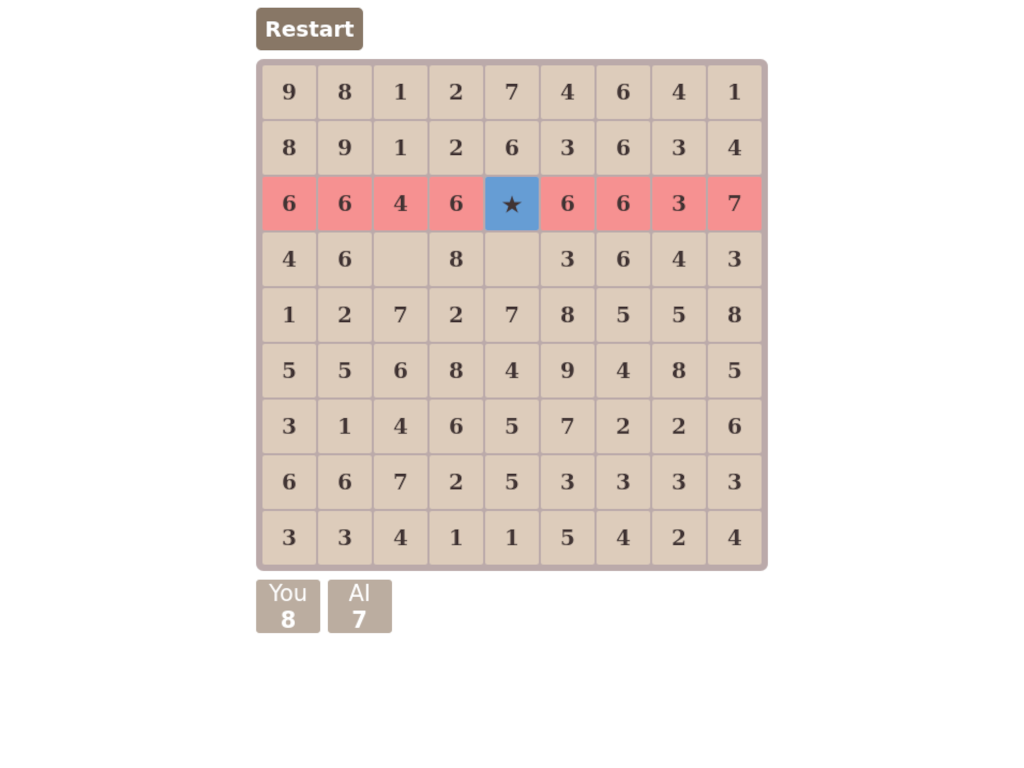 Restart
9 8 1 2 7 4 6 4 1
8 9 1 2 6 3 6 3 4
6 6 4 6 ★ 6 6 3 7
4 6 8 3 6 4 3
1 2 7 2 7 8 5 5 8
5 5 6 8 4 9 4 8 5
3 1 4 6 5 7 2 2 6
6 6 7 2 5 3 3 3 3
3 3 4 1 1 5 4 2 4
You AI
8 7